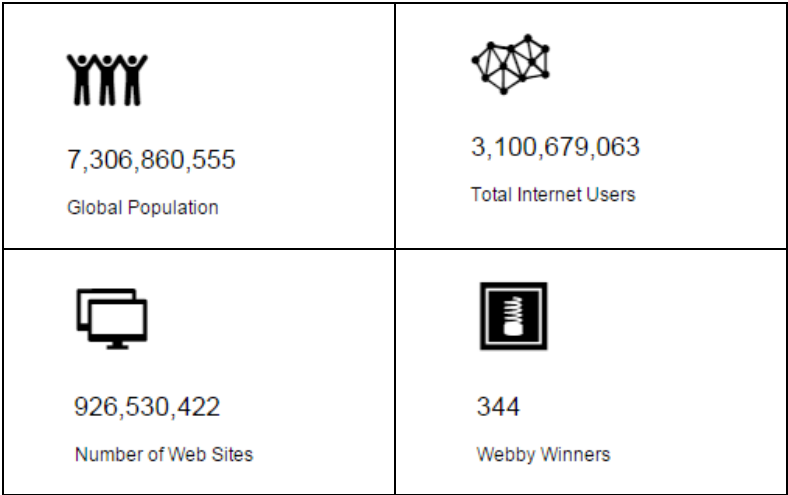 7,306,860,555
Global Population
3,100,679,063
Total Internet Users
926,530,422
Number of Web Sites
344
Webby Winners